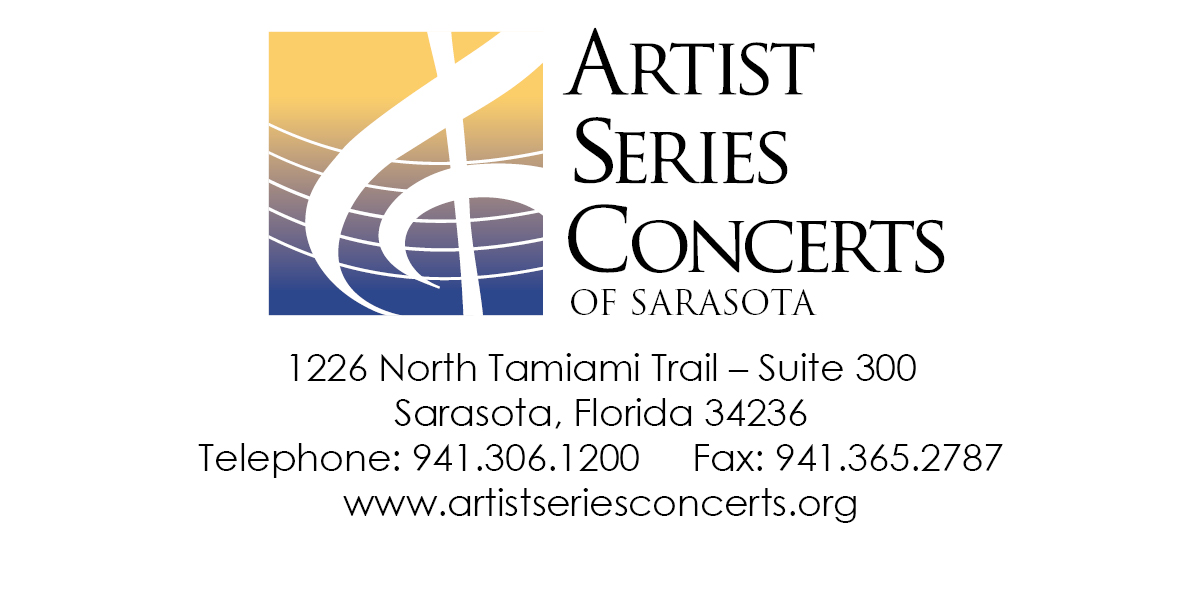 ARTIST
SERIES
CONCERTS
OF SARASOTA
1226 North Tamiami Trail – Suite 300
Sarasota, Florida 34236
Telephone: 941.306.1200 Fax: 941.365.2787
www.artistseriesconcerts.org